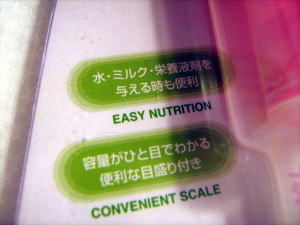 水・ミルク・栄養液剤を
与える時も便利
EASY NUTRITION
容量がひと目でわかる
便利な目盛り付き
CONVENIENT SCALE